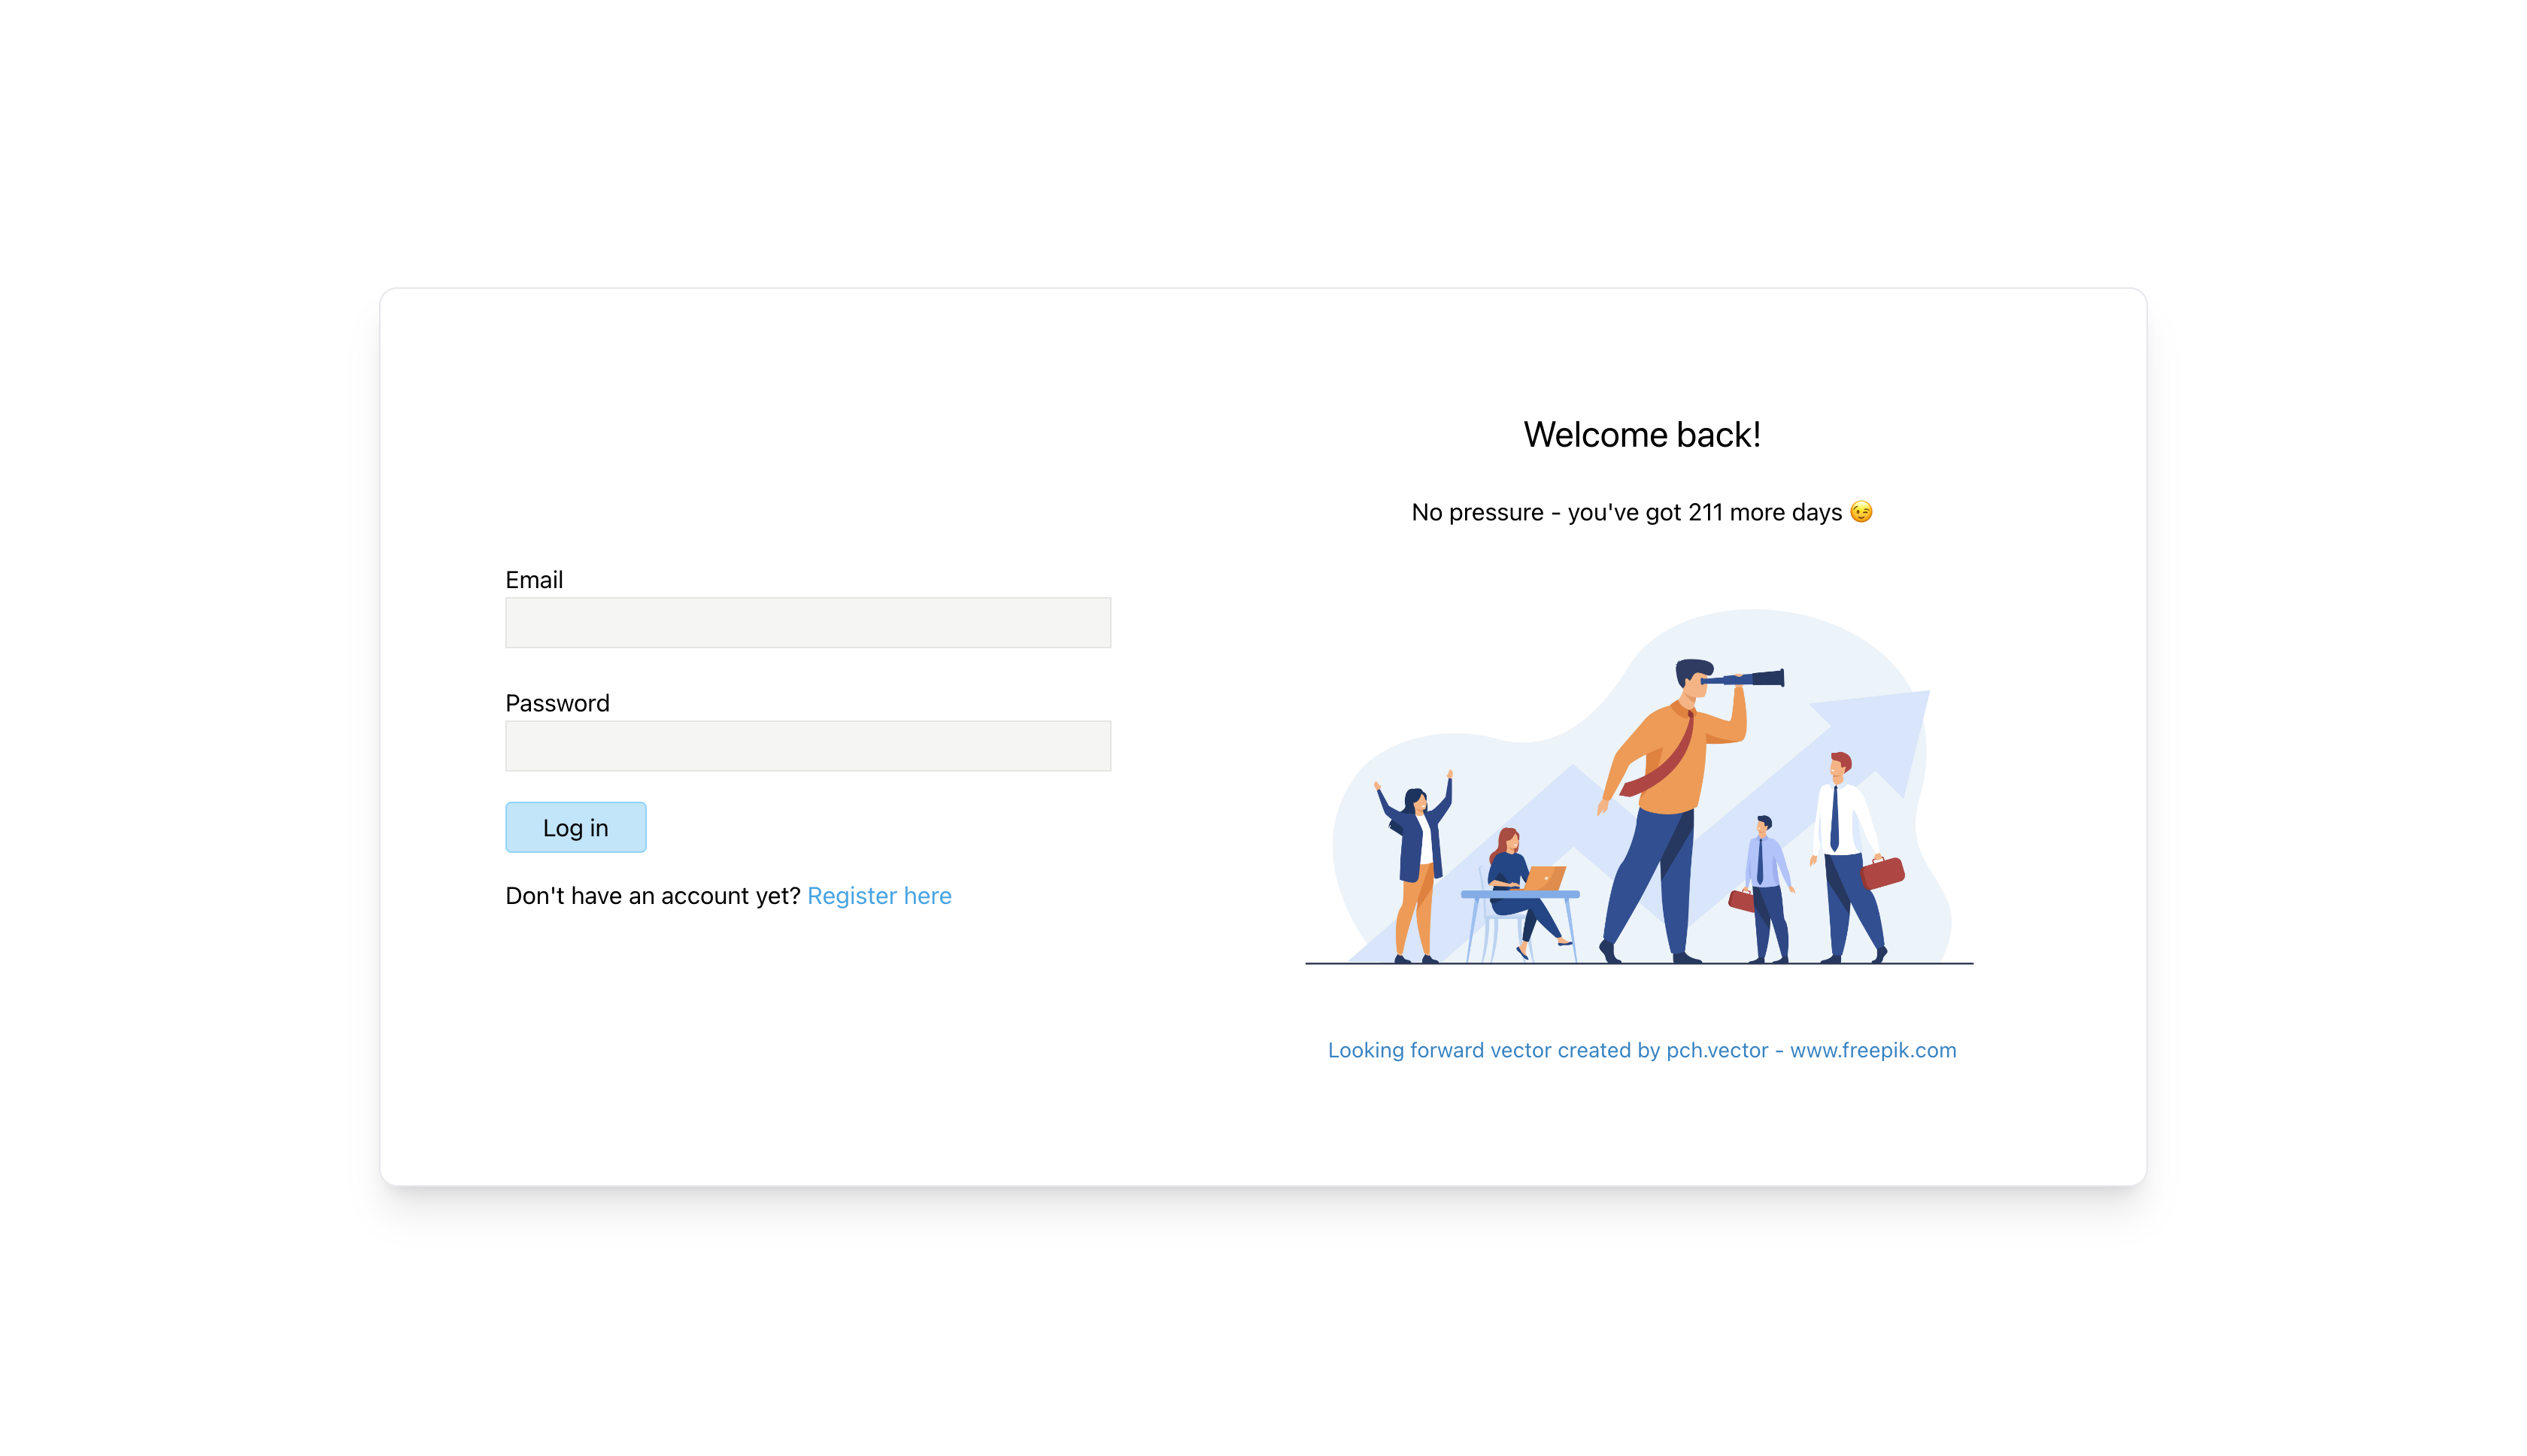 Welcome back!
No pressure - you've got 211 more days 😉
Email
Password
Log in
Don't have an account yet? Register here
Looking forward vector created by pch.vector - www.freepik.com